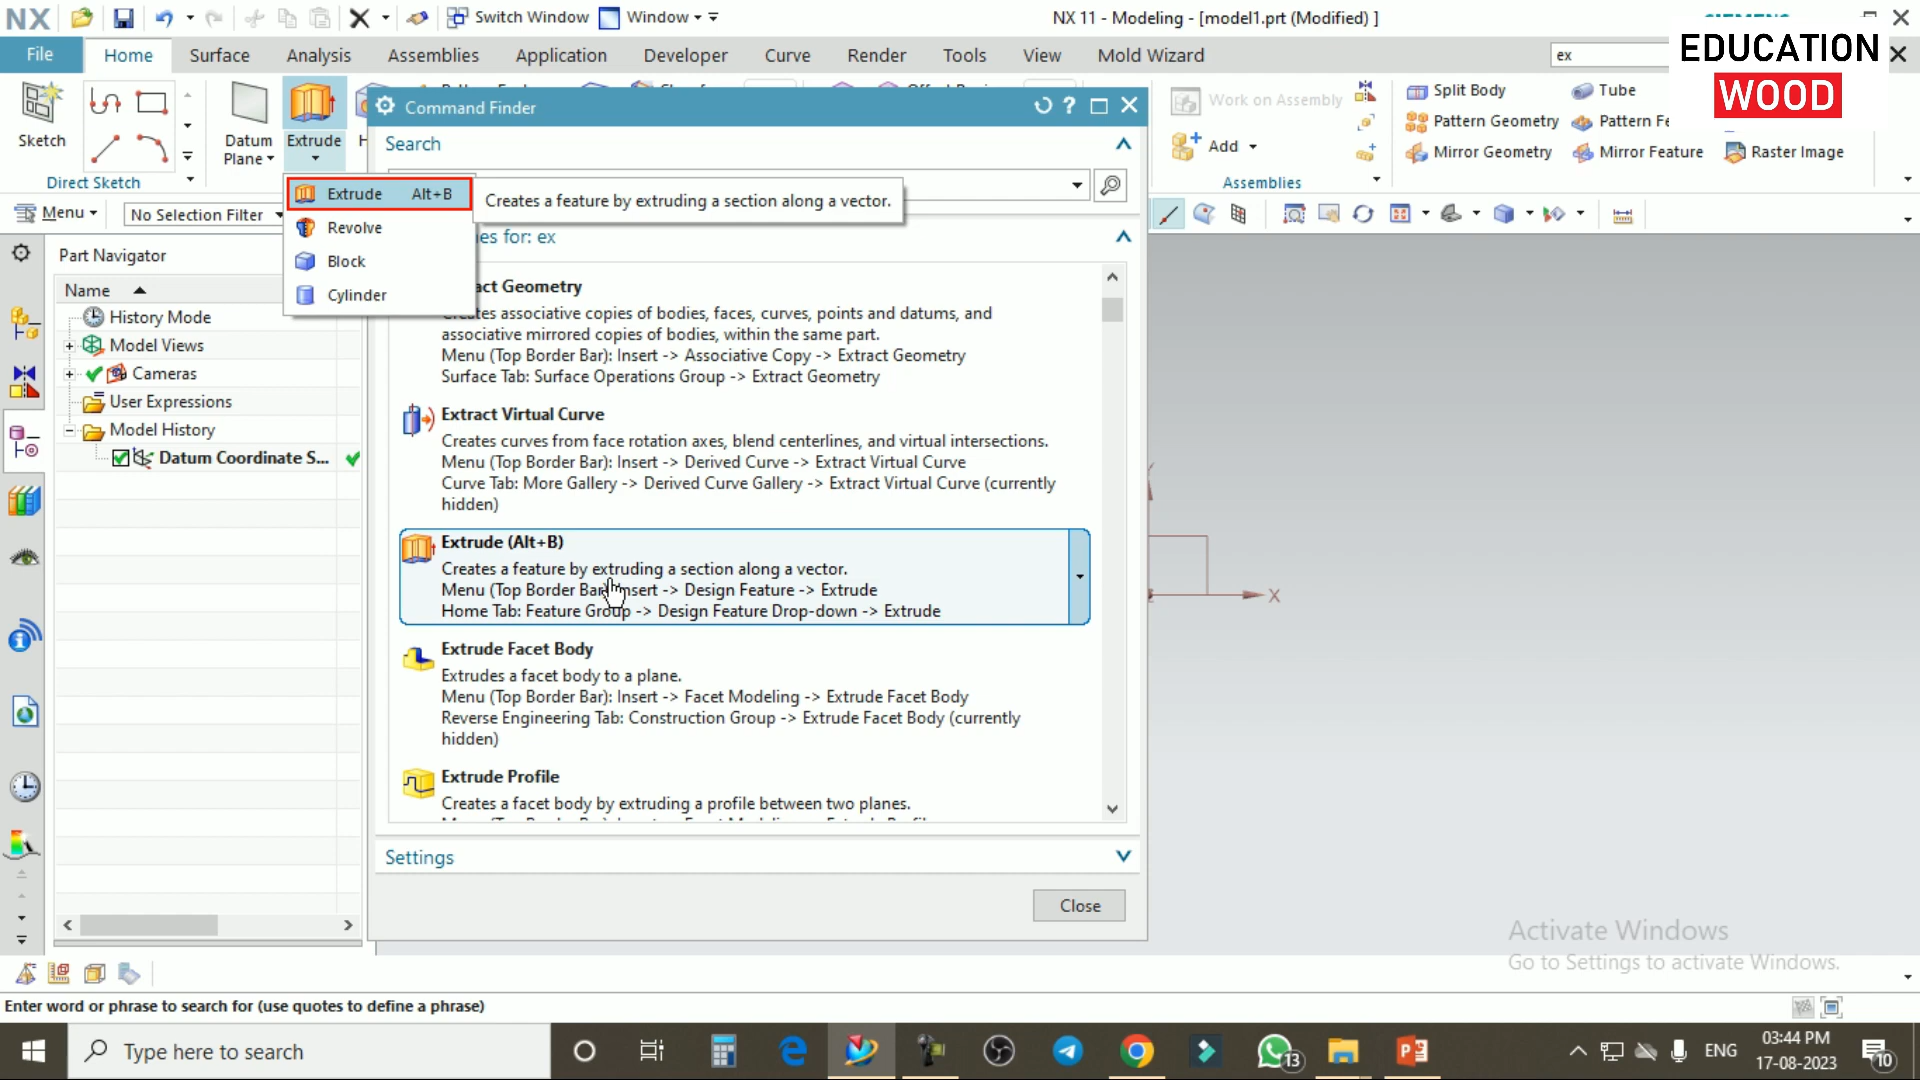 NX
Switch Window
Window
NX 11 - Modeling - [model1.prt (Modified) ]
EDUCATION
WOOD
File
Home
Surface
Analysis
Assemblies
Application
Developer
Curve
Render
Tools
View
Mold Wizard
ex
Sketch
Direct Sketch
Datum
Plane
Extrude
Work on Assembly
Add
Assemblies
Split Body
Tube
Pattern Geometry
Pattern Fe
Mirror Geometry
Mirror Feature
Raster Image
Menu
No Selection Filter
Extrude Alt+B
Revolve
Block
Cylinder
Creates a feature by extruding a section along a vector.
Part Navigator
Name
History Mode
Model Views
Cameras
User Expressions
Model History
Datum Coordinate S...
Command Finder
Search
es for: ex
act Geometry
Creates associative copies of bodies, faces, curves, points and datums, and
associative mirrored copies of bodies, within the same part.
Menu (Top Border Bar): Insert -> Associative Copy -> Extract Geometry
Surface Tab: Surface Operations Group -> Extract Geometry
Extract Virtual Curve
Creates curves from face rotation axes, blend centerlines, and virtual intersections.
Menu (Top Border Bar): Insert -> Derived Curve -> Extract Virtual Curve
Curve Tab: More Gallery -> Derived Curve Gallery -> Extract Virtual Curve (currently
hidden)
Extrude (Alt+B)
Creates a feature by extruding a section along a vector.
Menu (Top Border Bar): Insert -> Design Feature -> Extrude
Home Tab: Feature Group -> Design Feature Drop-down -> Extrude
Extrude Facet Body
Extrudes a facet body to a plane.
Menu (Top Border Bar): Insert -> Facet Modeling -> Extrude Facet Body
Reverse Engineering Tab: Construction Group -> Extrude Facet Body (currently
hidden)
Extrude Profile
Creates a facet body by extruding a profile between two planes.
Settings
Close
X
Activate Windows
Go to Settings to activate Windows.
Enter word or phrase to search for (use quotes to define a phrase)
Type here to search
13
ENG
03:44 PM
17-08-2023
10